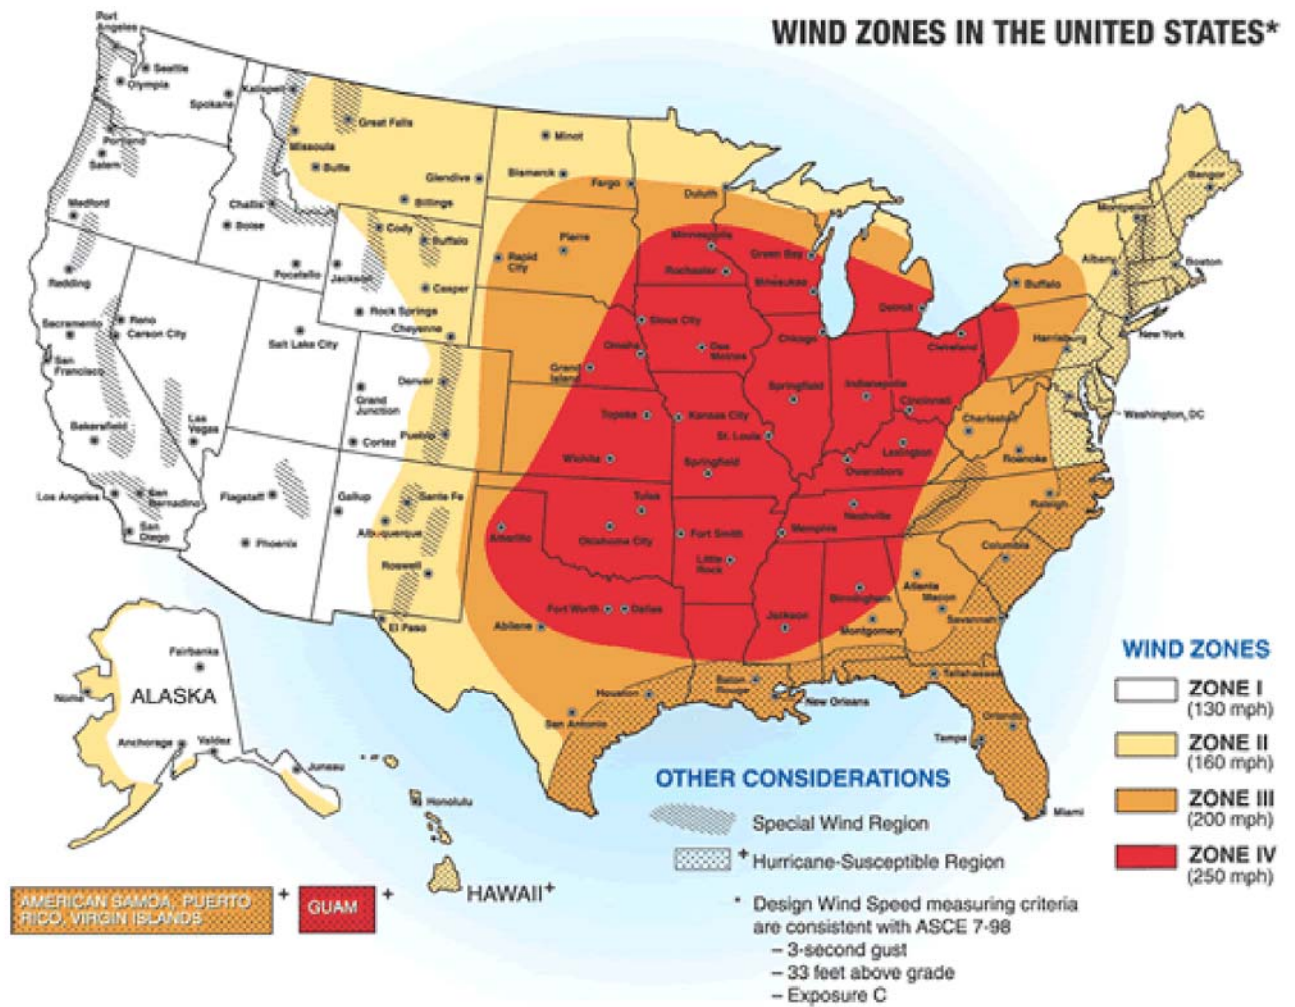 WIND ZONES IN THE UNITED STATES*
Port
Angeles
Seattle
Olympia
Spokane
Kalispell
Great Falls
Minot
Portland
Salem
Missoula
Butte
Glendive
Bismarck
Fargo
Duluth
Bangor
Medford
Challis
Boise
Billings
Montpelier
Cody
Buffalo
Pierre
Rapid
City
Minneapolis
Green Bay
Albany
Boston
Redding
Pocatello
Jackson
Casper
Rochester
Milwaukee
Buffalo
Detroit
Rock Springs
Sacramento
Reno
Carson City
Salt Lake City
Cheyenne
Sioux City
New York
San
Francisco
Omaha
Des
Moines
Chicago
Cleveland
Harrisburg
Grand
Island
Denver
Grand
Junction
Springfield
Indianapolis
Cincinnati
Washington, DC
Bakersfield
Las
Vegas
Cortez
Pueblo
Topeka
Kansas City
St. Louis
Charleston
Lexington
Roanoke
Wichita
Springfield
Owensboro
Los Angeles
San
Bernadino
Flagstaff
Gallup
Sante Fe
Tulsa
Nashville
Raleigh
San
Diego
Phoenix
Albuquerque
Amarillo
Oklahoma City
Fort Smith
Memphis
Columbia
Roswell
Little
Rock
Atlanta
Macon
Birmingham
El Paso
Abilene
Fort Worth
Dallas
Jackson
Montgomery
Savannah
Houston
Baton
Rouge
New Orleans
Tallahassee
San Antonio
Orlando
Tampa
Miami
Fairbanks
Nome
ALASKA
Anchorage
Valdez
Juneau
Honolulu
HAWAII+
AMERICAN SAMOA, PUERTO
RICO, VIRGIN ISLANDS
+
GUAM
+
WIND ZONES
ZONE I
(130 mph)
ZONE II
(160 mph)
ZONE III
(200 mph)
ZONE IV
(250 mph)
OTHER CONSIDERATIONS
Special Wind Region
+ Hurricane-Susceptible Region
* Design Wind Speed measuring criteria
are consistent with ASCE 7-98
– 3-second gust
– 33 feet above grade
– Exposure C